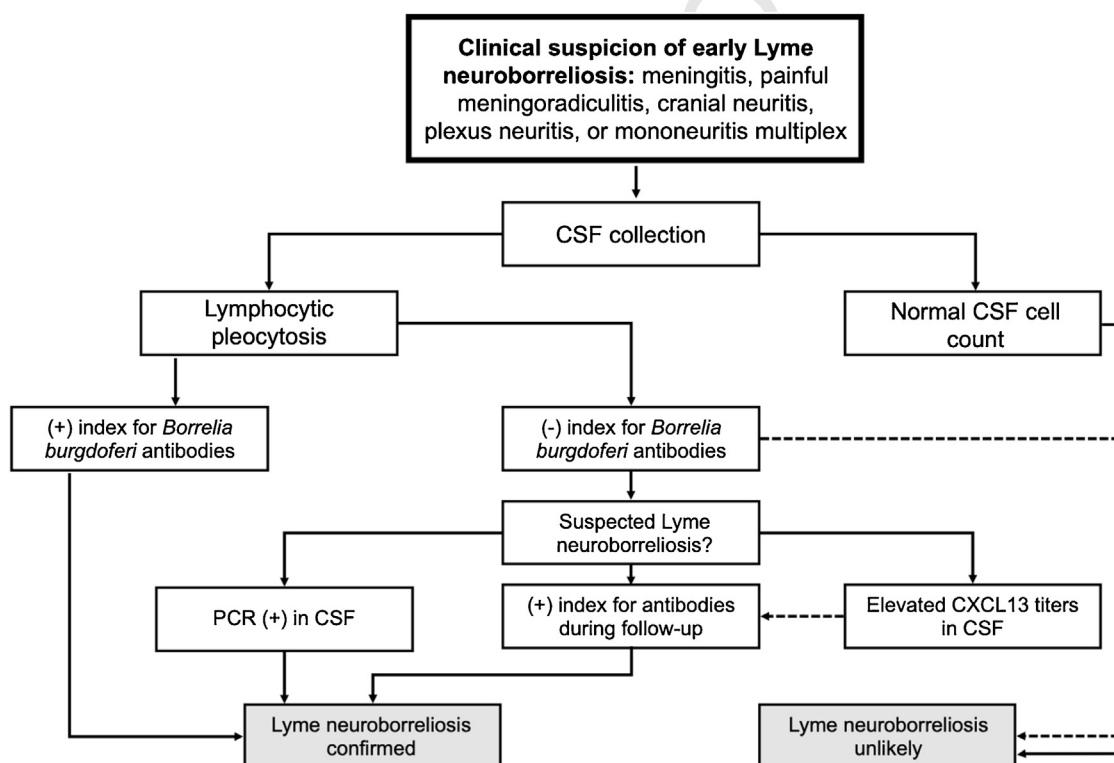 Clinical suspicion of early Lyme
neuroborreliosis: meningitis, painful
meningoradiculitis, cranial neuritis,
plexus neuritis, or mononeuritis multiplex
CSF collection
Lymphocytic
pleocytosis
Normal CSF cell
count
(+) index for Borrelia
burgdoferi antibodies
(-) index for Borrelia
burgdoferi antibodies
Suspected Lyme
neuroborreliosis?
PCR (+) in CSF
(+) index for antibodies
during follow-up
Elevated CXCL13 titers
in CSF
Lyme neuroborreliosis
confirmed
Lyme neuroborreliosis
unlikely